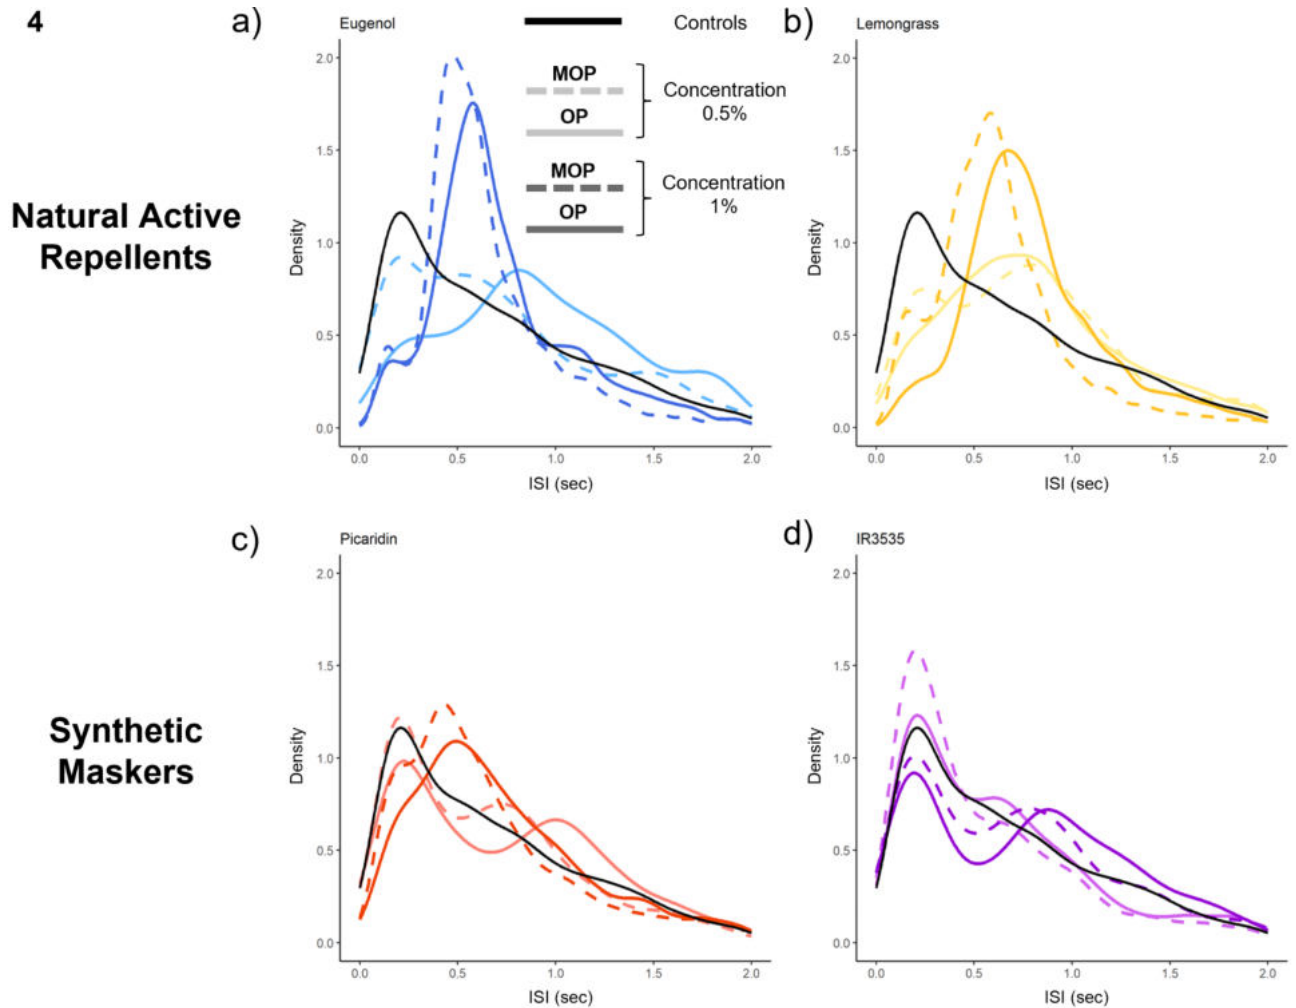 4
a)
Eugenol
Controls
MOP
OP
Concentration
0.5%
MOP
OP
Concentration
1%
Density
2.0
1.5
1.0
0.5
0.0
0.0 0.5 1.0 1.5 2.0
ISI (sec)
b)
Lemongrass
Density
2.0
1.5
1.0
0.5
0.0
0.0 0.5 1.0 1.5 2.0
ISI (sec)
Natural Active
Repellents
c)
Picaridin
Density
2.0
1.5
1.0
0.5
0.0
0.0 0.5 1.0 1.5 2.0
ISI (sec)
d)
IR3535
Density
2.0
1.5
1.0
0.5
0.0
0.0 0.5 1.0 1.5 2.0
ISI (sec)
Synthetic
Maskers